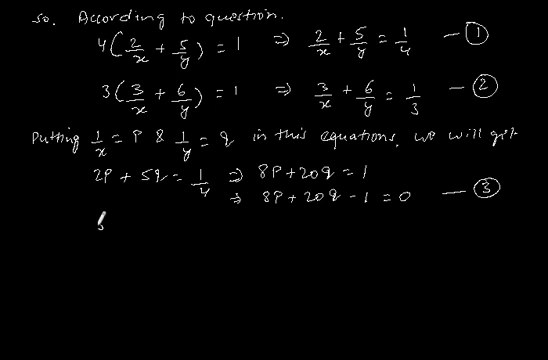 So. According to question.
4(2/x + 5/y) = 1 ⇒ 2/x + 5/y = 1/4 — ①
3(3/x + 6/y) = 1 ⇒ 3/x + 6/y = 1/3 — ②
Putting 1/x = P & 1/y = q in this equations, we will get
2P + 5q = 1/4 ⇒ 8P + 20q = 1
⇒ 8P + 20q - 1 = 0 — ③